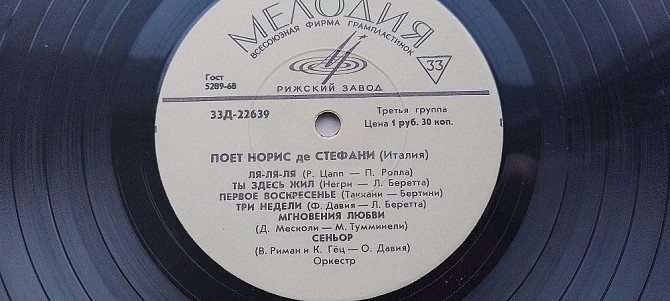 МЕЛОДИЯ
ВСЕСОЮЗНАЯ ФИРМА ГРАМПЛАСТИНОК
33
Гост
5289-68
РИЖСКИЙ ЗАВОД
33Д-22639
Третья группа
Цена 1 руб. 30 коп.
ПОЕТ НОРИС де СТЕФАНИ (Италия)
ЛЯ-ЛЯ-ЛЯ (Р. Цапп — П. Ролла)
ТЫ ЗДЕСЬ ЖИЛ (Негри — Л. Беретта)
ПЕРВОЕ ВОСКРЕСЕНЬЕ (Таккани — Бертини)
ТРИ НЕДЕЛИ (Ф. Давия — Л. Беретта)
МГНОВЕНИЯ ЛЮБВИ
(Д. Месколи — М. Тумминели)
СЕНЬОР
(В. Риман и К. Гёц — О. Давия)
Оркестр